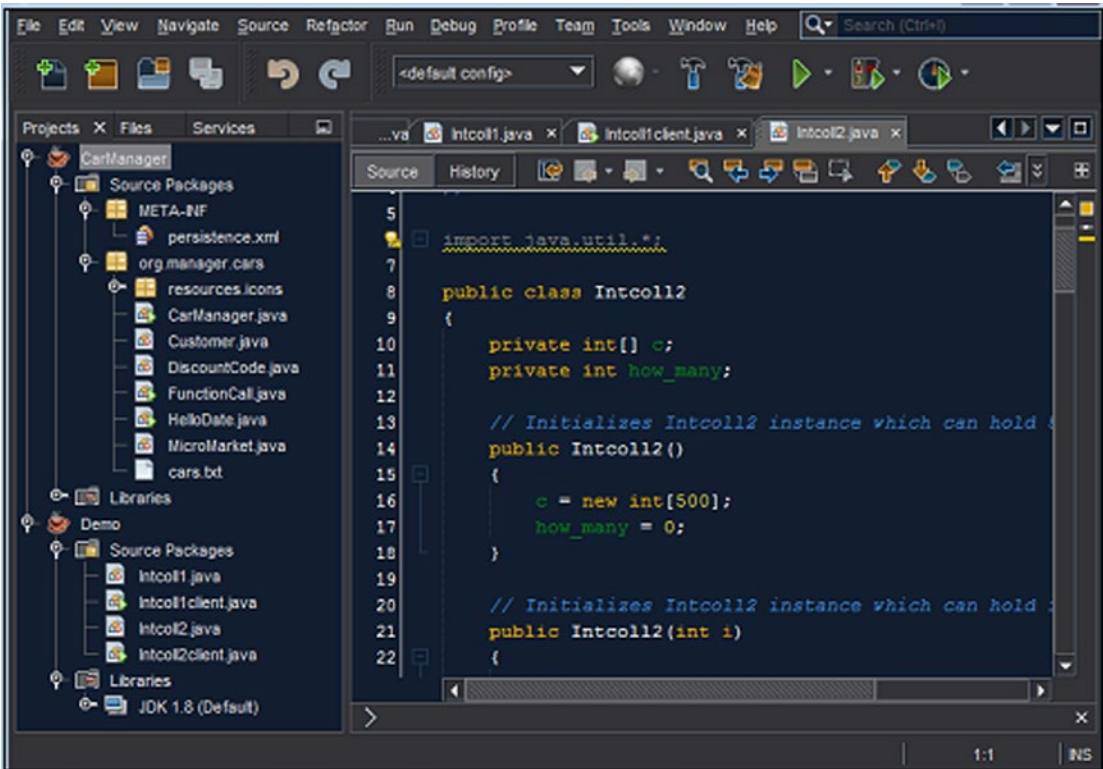 File Edit View Navigate Source Refactor Run Debug Profile Team Tools Window Help Search (Ctrl+I)
<default config>
Projects X Files Services
CarManager
Source Packages
META-INF
persistence.xml
org.manager.cars
resources.icons
CarManager.java
Customer.java
DiscountCode.java
FunctionCall.java
HelloDate.java
MicroMarket.java
cars.txt
Libraries
Demo
Source Packages
Intcoll1.java
Intcoll1client.java
Intcoll2.java
Intcoll2client.java
Libraries
JDK 1.8 (Default)
...va Intcoll1.java × Intcoll1client.java × Intcoll2.java ×
Source History
5
import java.util.*;
7
8 public class Intcoll2
9 {
10 private int[] c;
11 private int how_many;
12
13 // Initializes Intcoll2 instance which can hold
14 public Intcoll2()
15 {
16 c = new int[500];
17 how_many = 0;
18 }
19
20 // Initializes Intcoll2 instance which can hold
21 public Intcoll2(int i)
22 {
1:1 INS